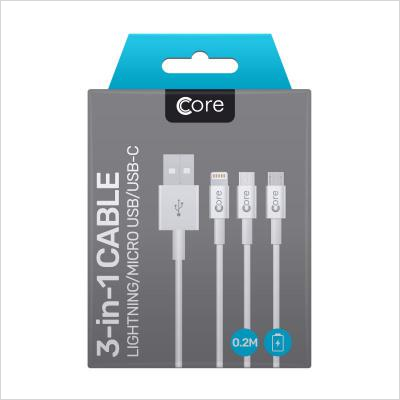 Core
3-in-1 CABLE
LIGHTNING/MICRO USB/USB-C
Core
Core
Core
0.2M